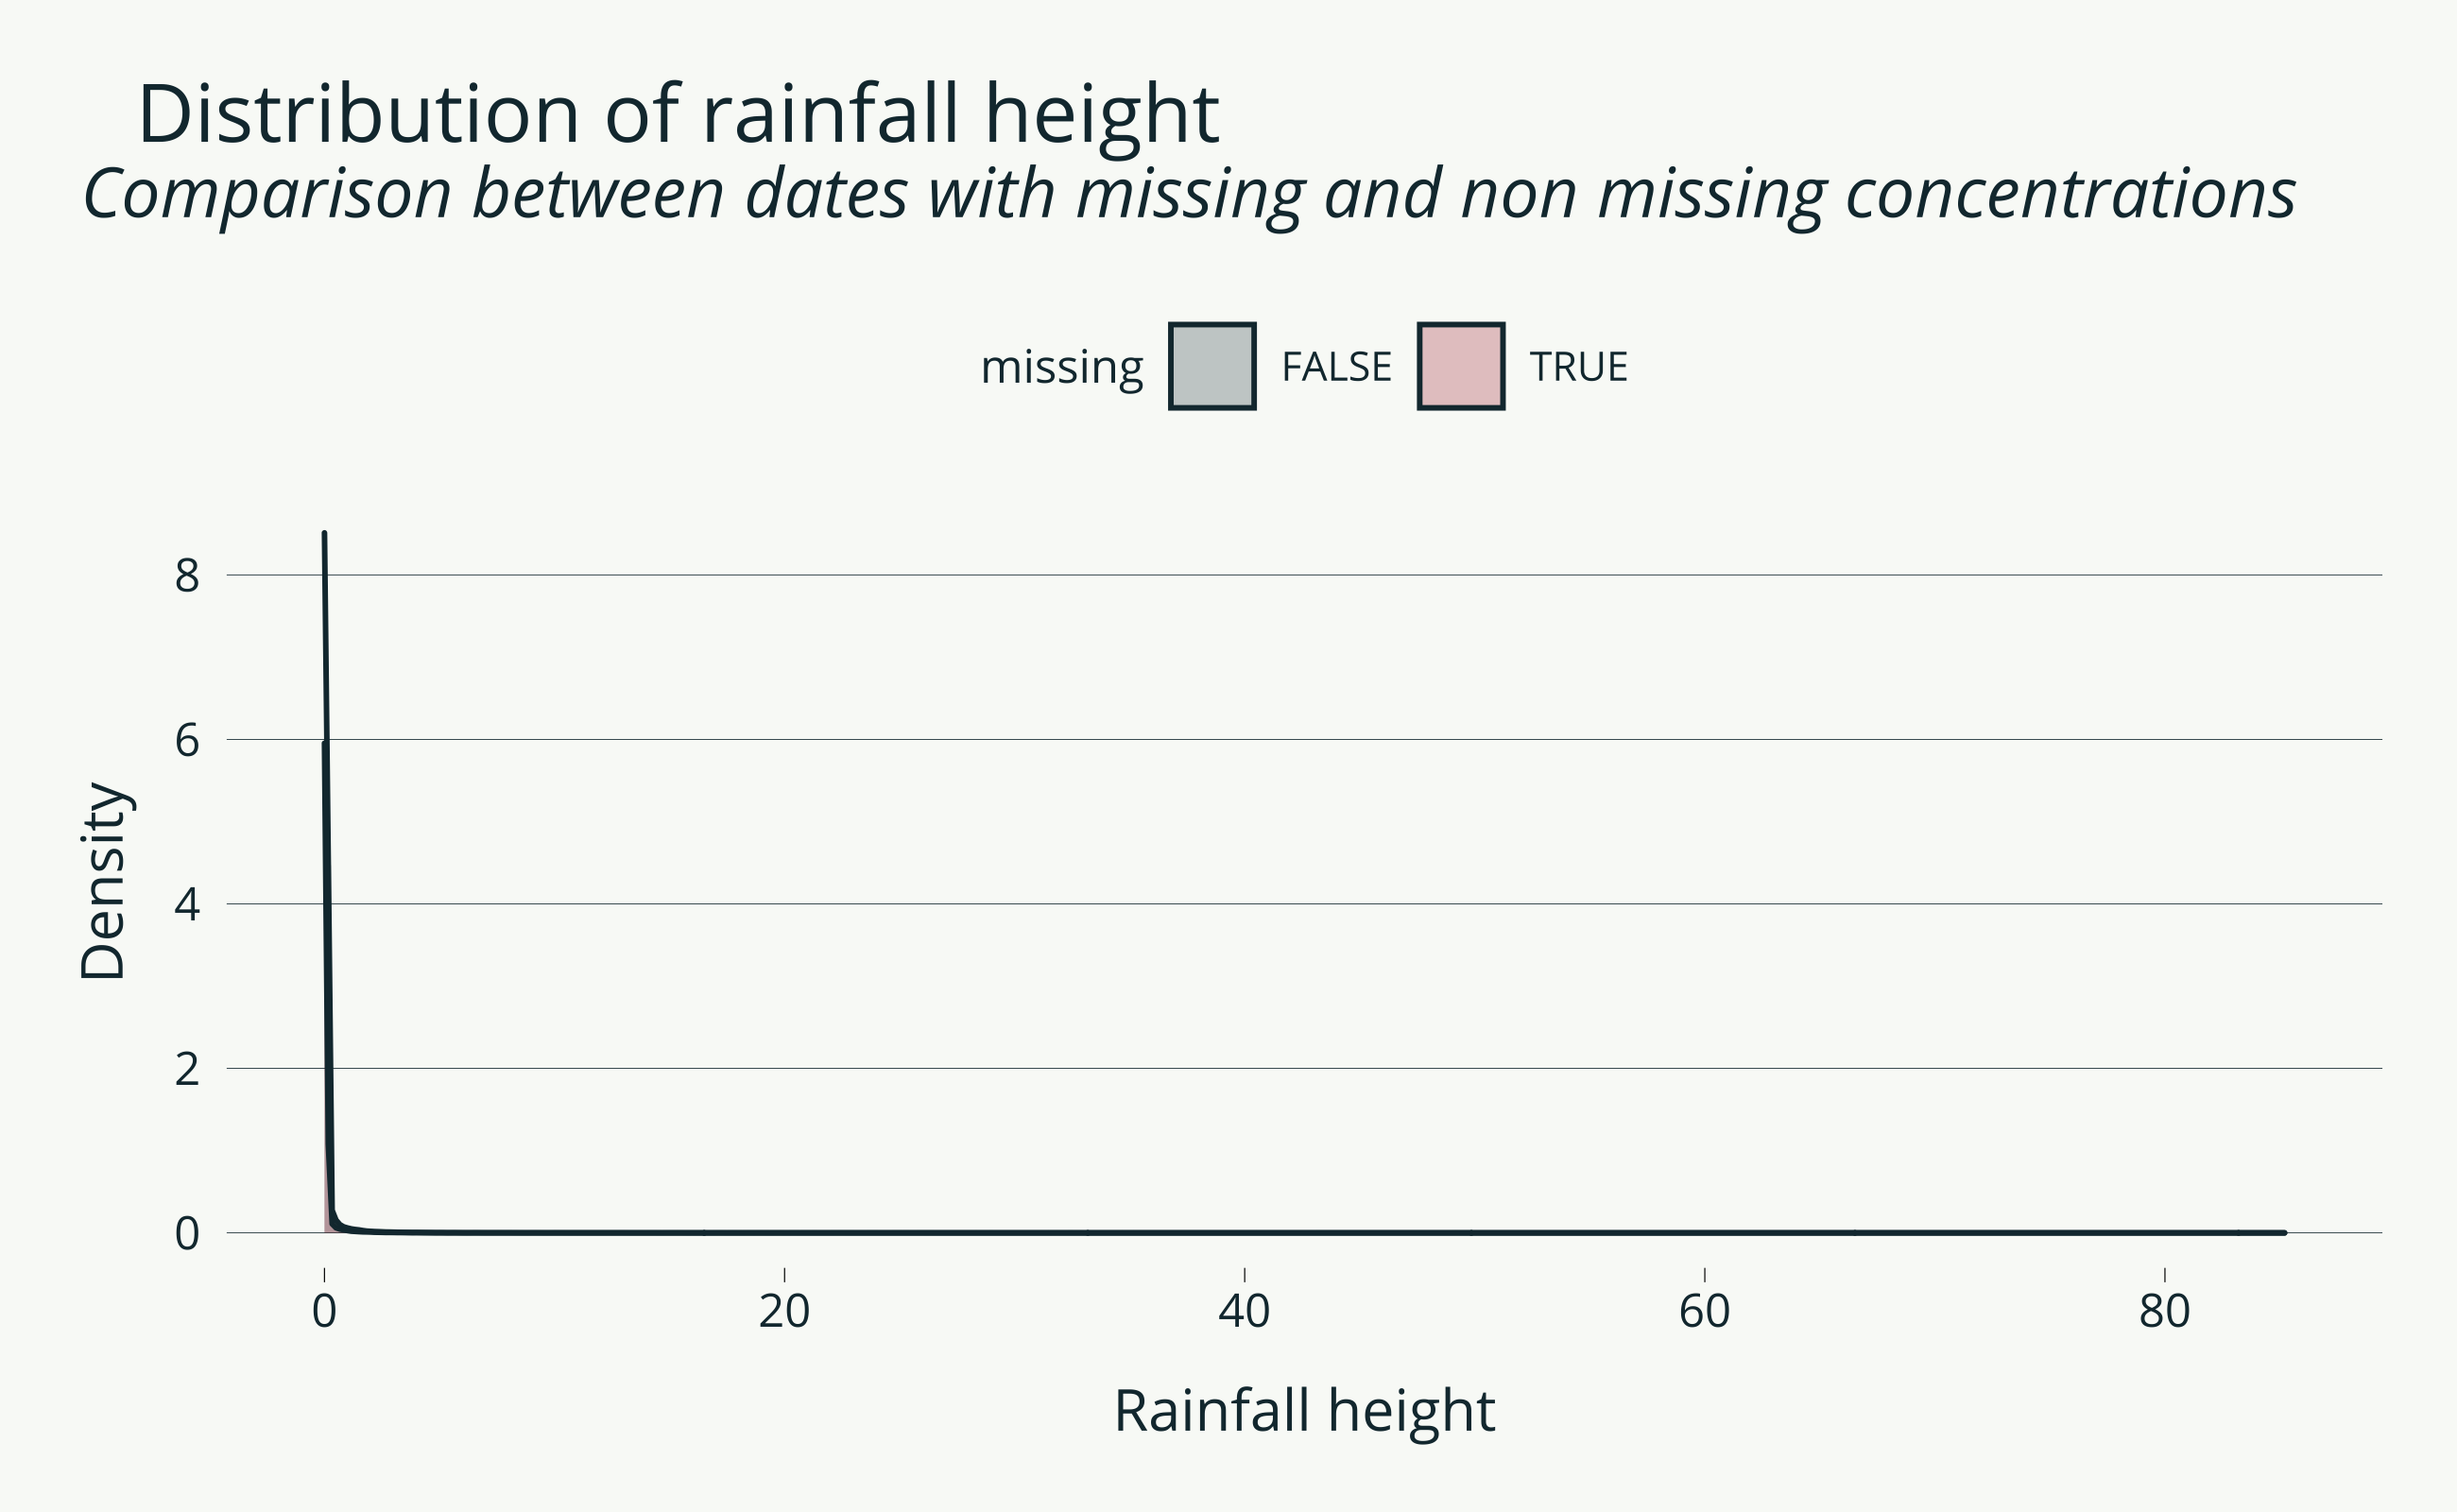 Distribution of rainfall height
Comparison between dates with missing and non missing concentrations
missing FALSE TRUE
8
6
4
2
0
Density
0 20 40 60 80
Rainfall height